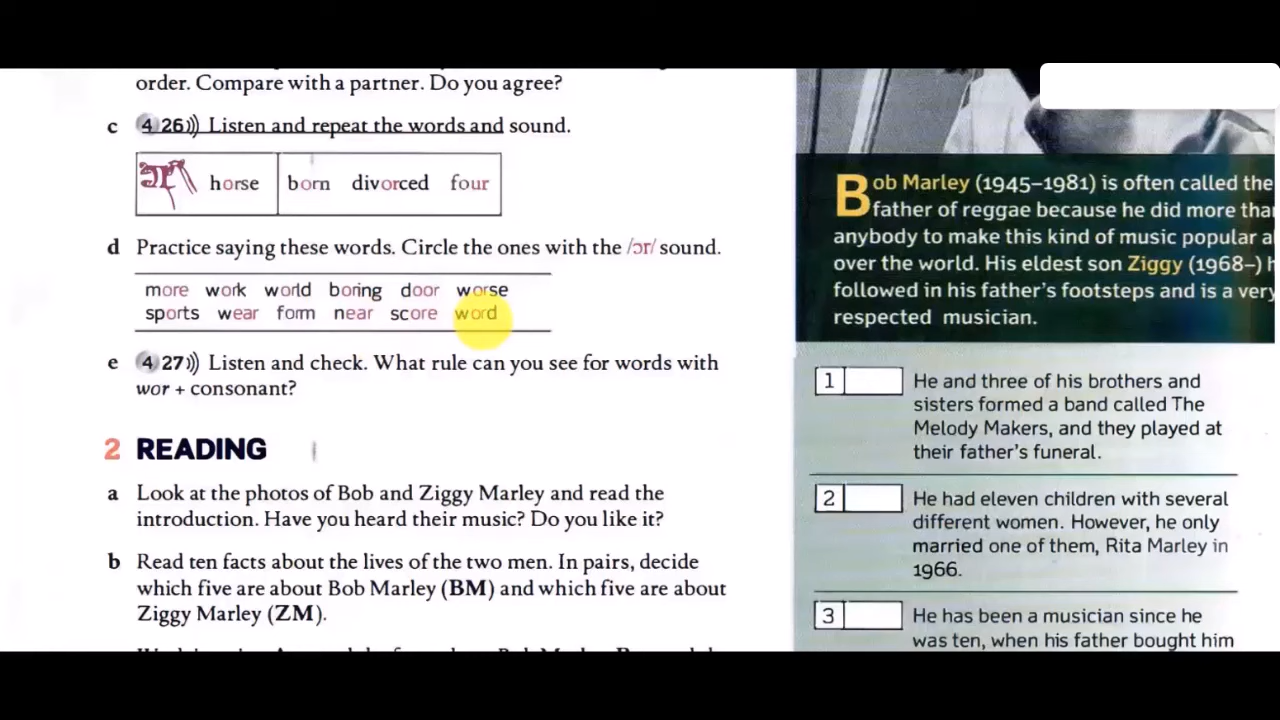 order. Compare with a partner. Do you agree?
c 4 26))) Listen and repeat the words and sound.
horse born divorced four
d Practice saying these words. Circle the ones with the /ɔr/ sound.
more work world boring door worse
sports wear form near score word
e 4 27))) Listen and check. What rule can you see for words with
wor + consonant?
2 READING
a Look at the photos of Bob and Ziggy Marley and read the
introduction. Have you heard their music? Do you like it?
b Read ten facts about the lives of the two men. In pairs, decide
which five are about Bob Marley (BM) and which five are about
Ziggy Marley (ZM).
Bob Marley (1945–1981) is often called the
father of reggae because he did more
anybody to make this kind of music popular
over the world. His eldest son Ziggy (1968–)
followed in his father's footsteps and is a very
respected musician.
1 He and three of his brothers and
sisters formed a band called The
Melody Makers, and they played at
their father's funeral.
2 He had eleven children with several
different women. However, he only
married one of them, Rita Marley in
1966.
3 He has been a musician since he
was ten, when his father bought him